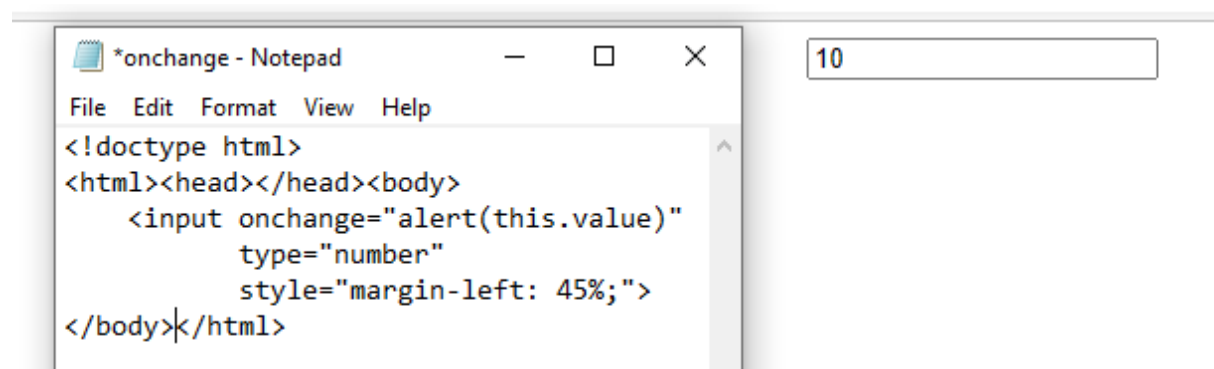 *onchange - Notepad
10
File Edit Format View Help
<!doctype html>
<html><head></head><body>
    <input onchange="alert(this.value)"
           type="number"
           style="margin-left: 45%;">
</body></html>